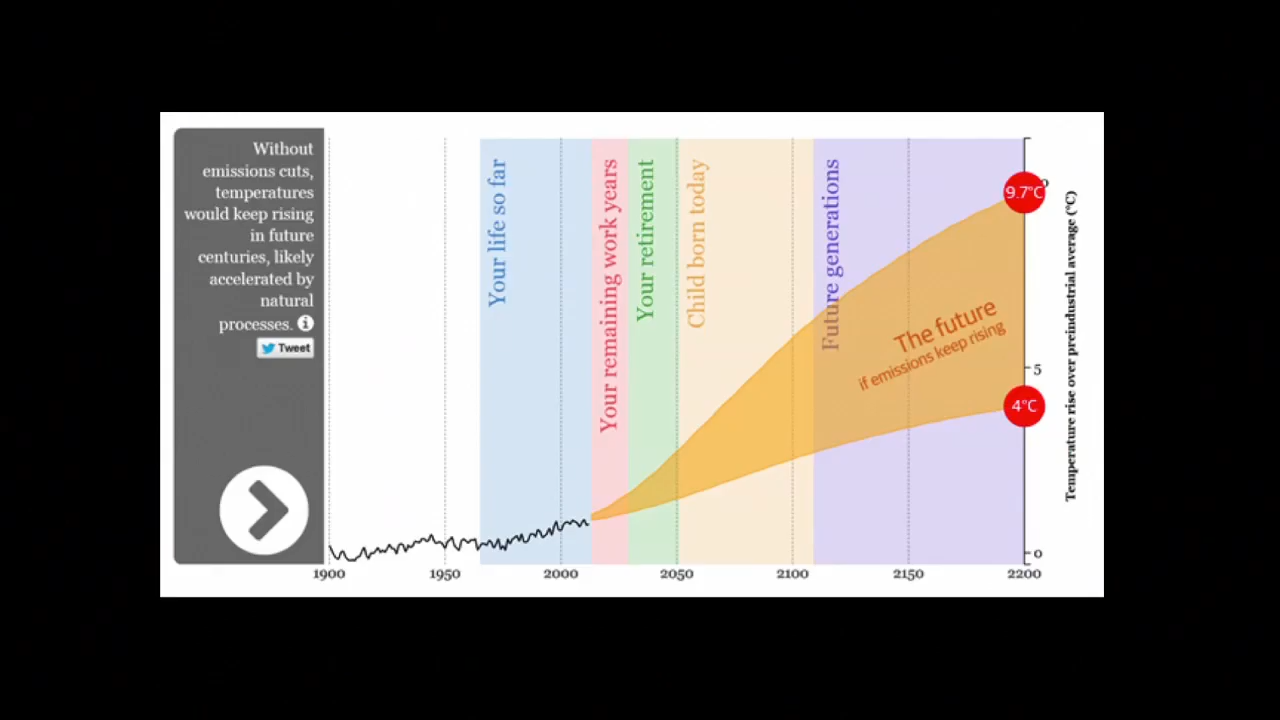 Without
emissions cuts,
temperatures
would keep rising
in future
centuries, likely
accelerated by
natural
processes. i
Tweet
Your life so far
Your remaining work years
Your retirement
Child born today
Future generations
The future
if emissions keep rising
9.7°C
5
4°C
0
Temperature rise over preindustrial average (°C)
1900
1950
2000
2050
2100
2150
2200